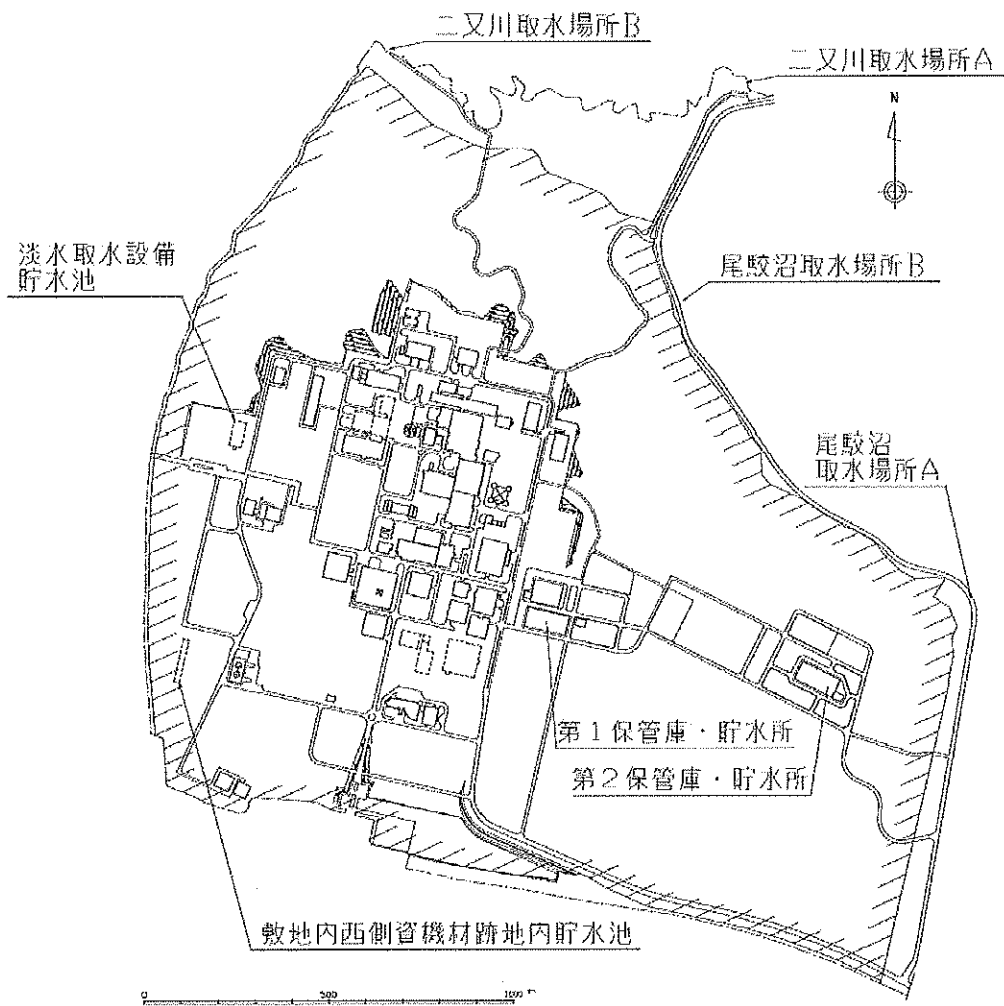 二又川取水場所B
二又川取水場所A
N
淡水取水設備
貯水池
尾駮沼取水場所B
尾駮沼
取水場所A
第1保管庫・貯水所
第2保管庫・貯水所
敷地内西側資機材跡地内貯水池
0 500 1000 m